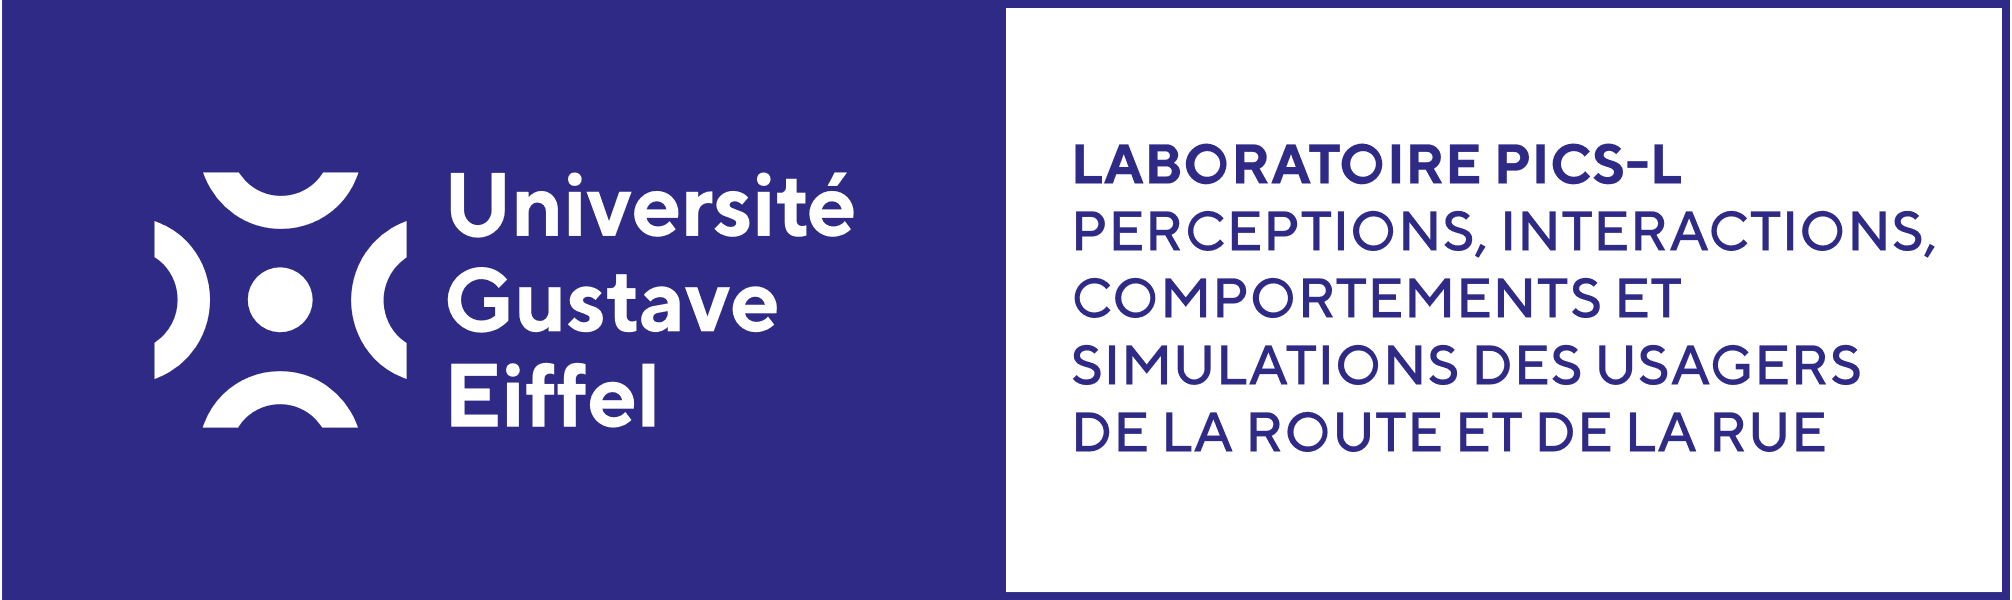 Université
Gustave
Eiffel
LABORATOIRE PICS-L
PERCEPTIONS, INTERACTIONS,
COMPORTEMENTS ET
SIMULATIONS DES USAGERS
DE LA ROUTE ET DE LA RUE